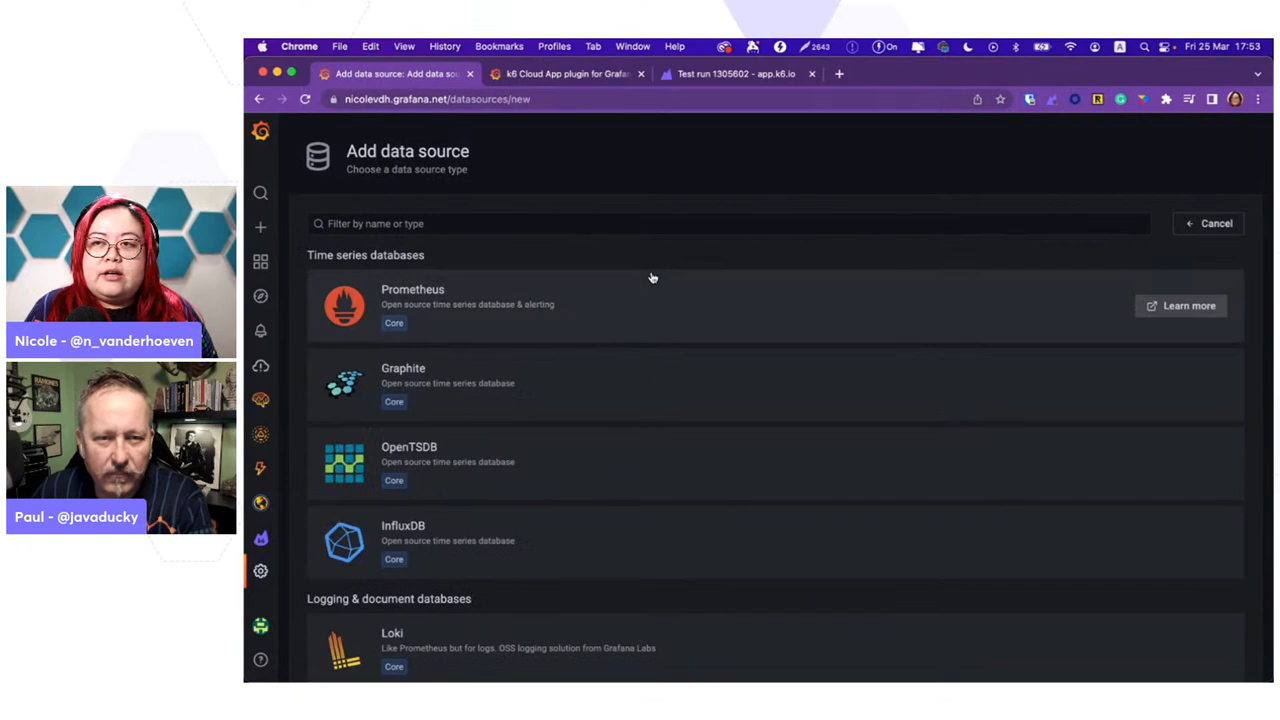 Chrome File Edit View History Bookmarks Profiles Tab Window Help 2643 On A Fri 25 Mar 17:53
Add data source: Add data sou k6 Cloud App plugin for Grafan Test run 1305602 - app.k6.io
nicolevdh.grafana.net/datasources/new
Add data source
Choose a data source type
Filter by name or type
Cancel
Time series databases
Prometheus
Open source time series database & alerting
Core
Learn more
Graphite
Open source time series database
Core
OpenTSDB
Open source time series database
Core
InfluxDB
Open source time series database
Core
Logging & document databases
Loki
Like Prometheus but for logs. OSS logging solution from Grafana Labs
Core
Nicole - @n_vanderhoeven
RAMONES
Paul - @javaducky